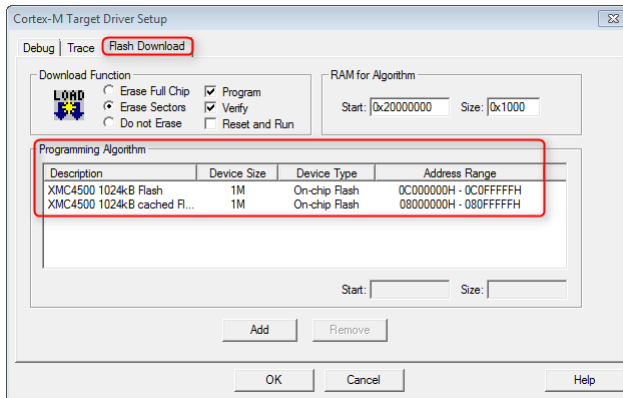 Cortex-M Target Driver Setup
Debug | Trace Flash Download
Download Function
LOAD
Erase Full Chip
Erase Sectors
Do not Erase
Program
Verify
Reset and Run
RAM for Algorithm
Start: 0x20000000 Size: 0x1000
Programming Algorithm
Description Device Size Device Type Address Range
XMC4500 1024kB Flash 1M On-chip Flash 0C000000H - 0C0FFFFFH
XMC4500 1024kB cached Fl... 1M On-chip Flash 08000000H - 080FFFFFH
Start: Size:
Add Remove
OK Cancel Help